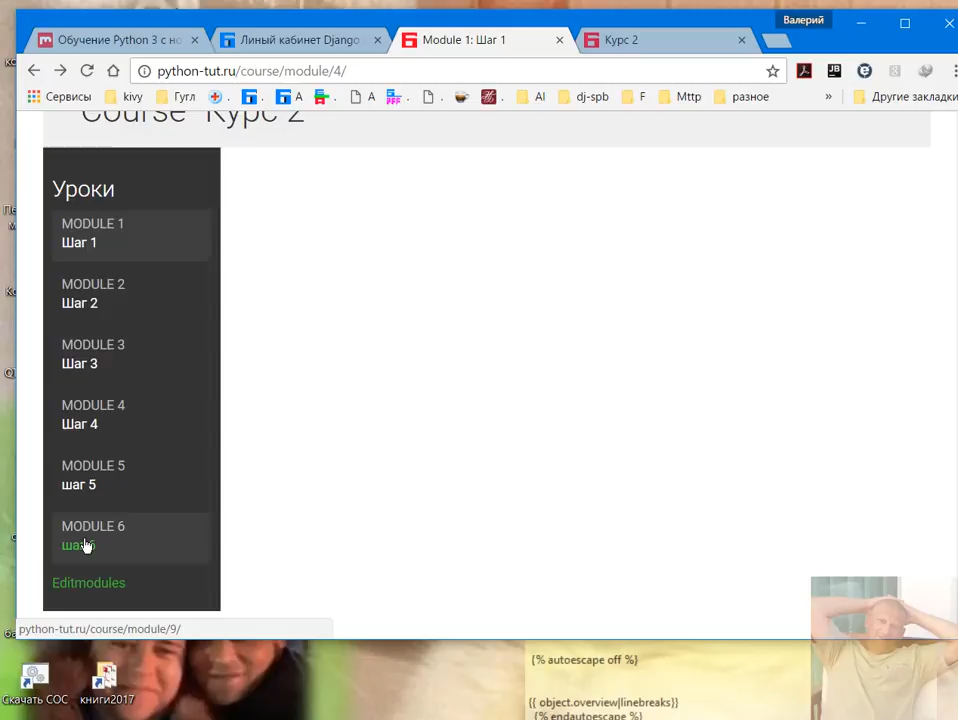 Валерий
Обучение Python 3 с но
Линый кабинет Django
Module 1: Шаг 1
Курс 2
python-tut.ru/course/module/4/
Сервисы
kivy
Гугл
.
.
A
A
.
.
.
AI
dj-spb
F
Mttp
разное
»
Другие закладки
Course Курс 2
Уроки
MODULE 1
Шаг 1
MODULE 2
Шаг 2
MODULE 3
Шаг 3
MODULE 4
Шаг 4
MODULE 5
шаг 5
MODULE 6
Editmodules
python-tut.ru/course/module/9/
{% autoescape off %}
{{ object.overview|linebreaks}}
{% endautoescape %}
Скачать СОС
книги2017